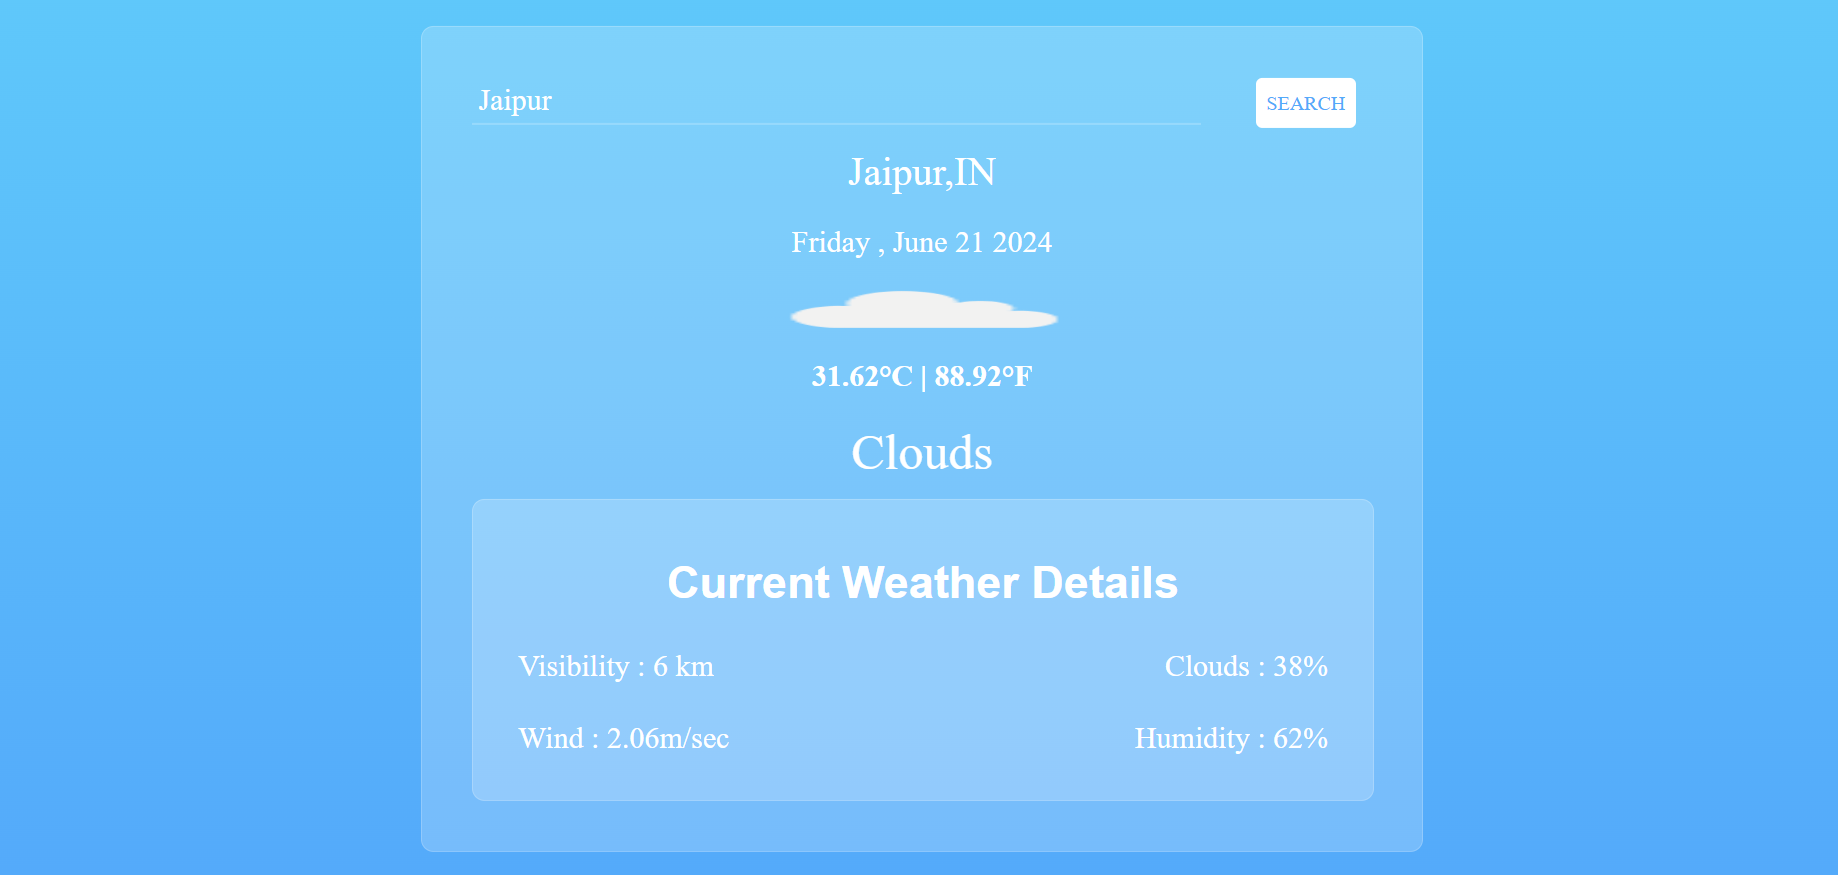 Jaipur
SEARCH
Jaipur,IN
Friday , June 21 2024
31.62°C | 88.92°F
Clouds
Current Weather Details
Visibility : 6 km
Clouds : 38%
Wind : 2.06m/sec
Humidity : 62%